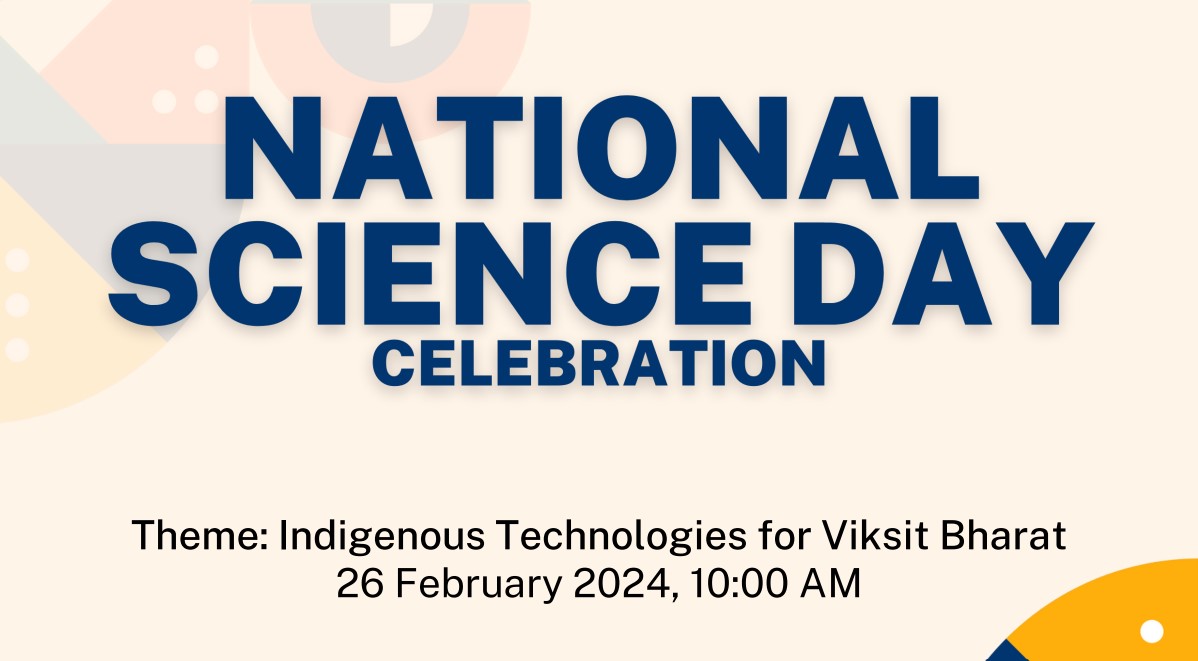 NATIONAL
SCIENCE DAY
CELEBRATION
Theme: Indigenous Technologies for Viksit Bharat
26 February 2024, 10:00 AM